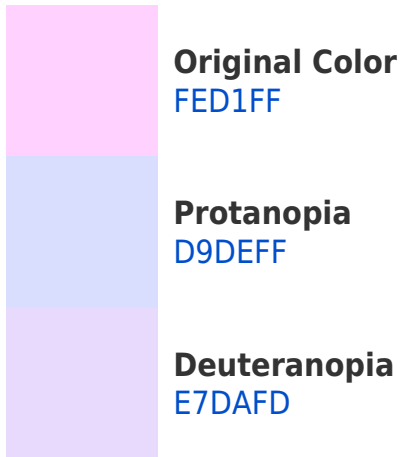 Original Color
FED1FF
Protanopia
D9DEFF
Deuteranopia
E7DAFD